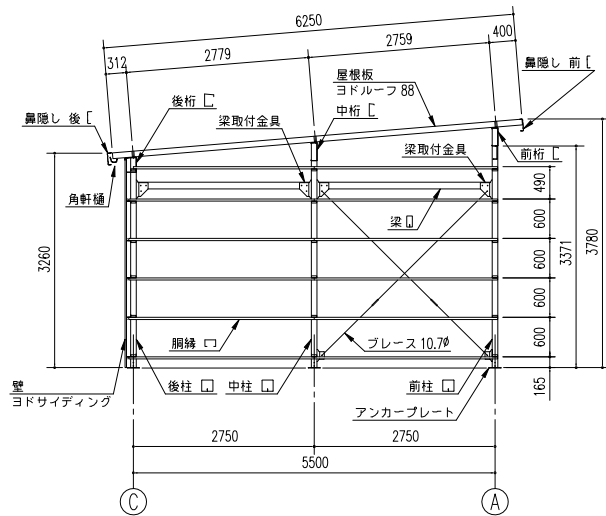 6250
312
2779
2759
400
鼻隠し 後
後桁
梁取付金具
屋根板
ヨドルーフ 88
中桁
鼻隠し 前
梁取付金具
前桁
角軒樋
梁
490
600
600
600
600
165
3260
3371
3780
胴縁
ブレース 10.7φ
壁
ヨドサイディング
後柱
中柱
前柱
アンカープレート
2750
2750
5500
C
A